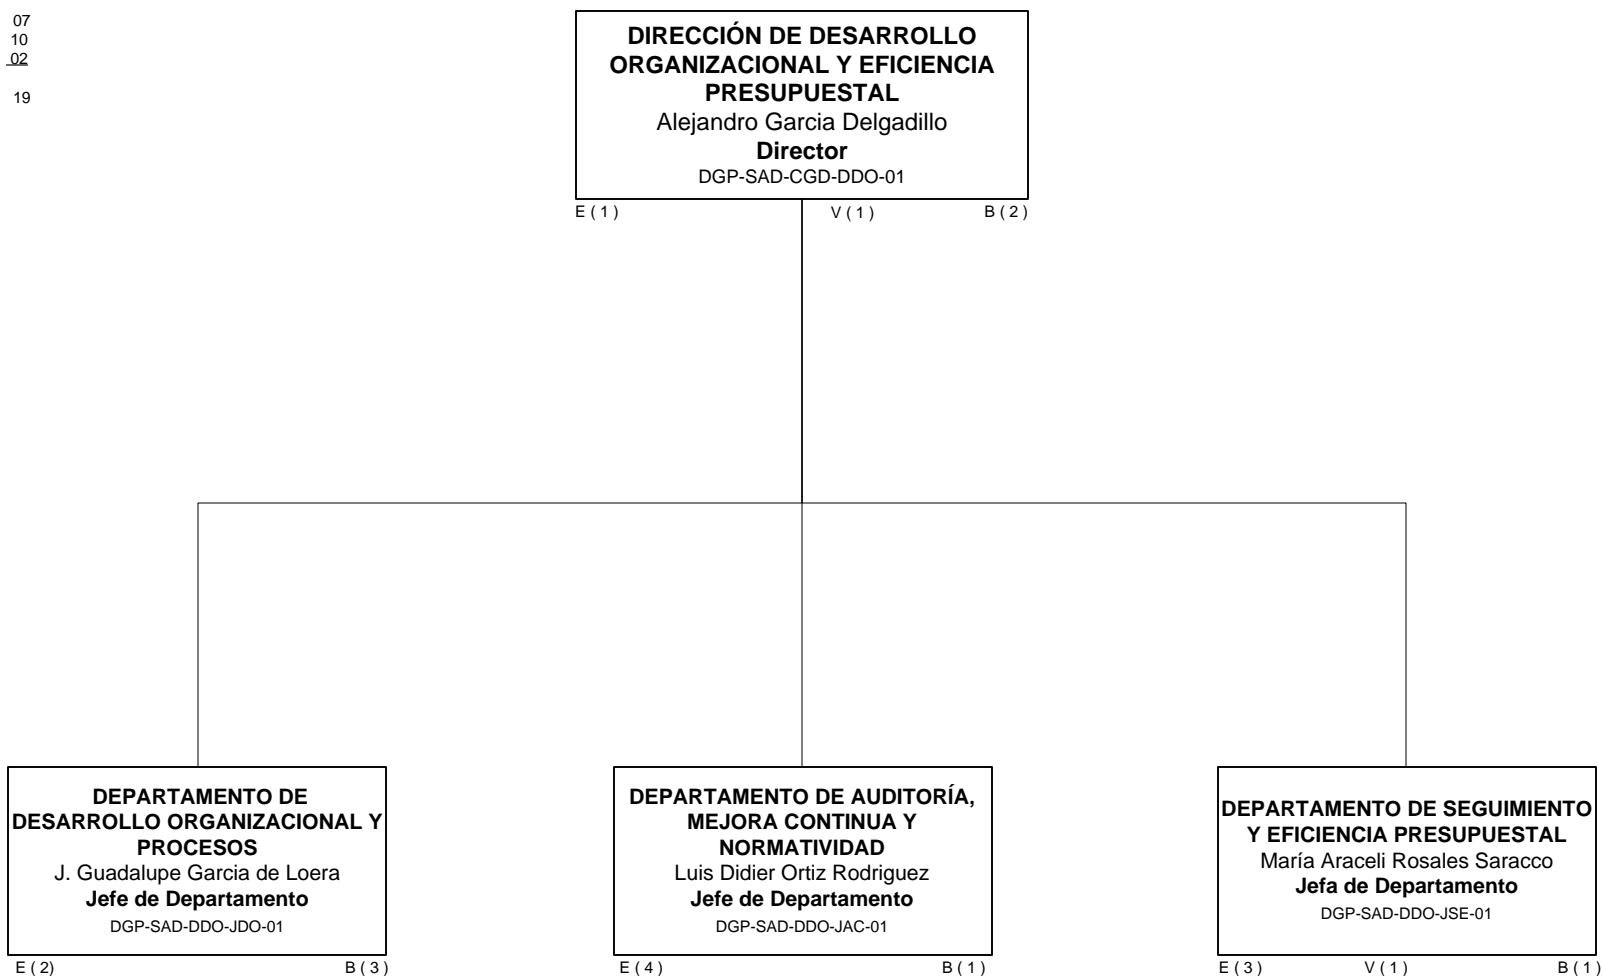 07
10
02
19
DIRECCIÓN DE DESARROLLO
ORGANIZACIONAL Y EFICIENCIA
PRESUPUESTAL
Alejandro Garcia Delgadillo
Director
DGP-SAD-CGD-DDO-01
E ( 1 ) V ( 1 ) B ( 2 )
DEPARTAMENTO DE
DESARROLLO ORGANIZACIONAL Y
PROCESOS
J. Guadalupe Garcia de Loera
Jefe de Departamento
DGP-SAD-DDO-JDO-01
E ( 2) B ( 3 )
DEPARTAMENTO DE AUDITORÍA,
MEJORA CONTINUA Y
NORMATIVIDAD
Luis Didier Ortiz Rodriguez
Jefe de Departamento
DGP-SAD-DDO-JAC-01
E ( 4 ) B ( 1 )
DEPARTAMENTO DE SEGUIMIENTO
Y EFICIENCIA PRESUPUESTAL
María Araceli Rosales Saracco
Jefa de Departamento
DGP-SAD-DDO-JSE-01
E ( 3 ) V ( 1 ) B ( 1 )